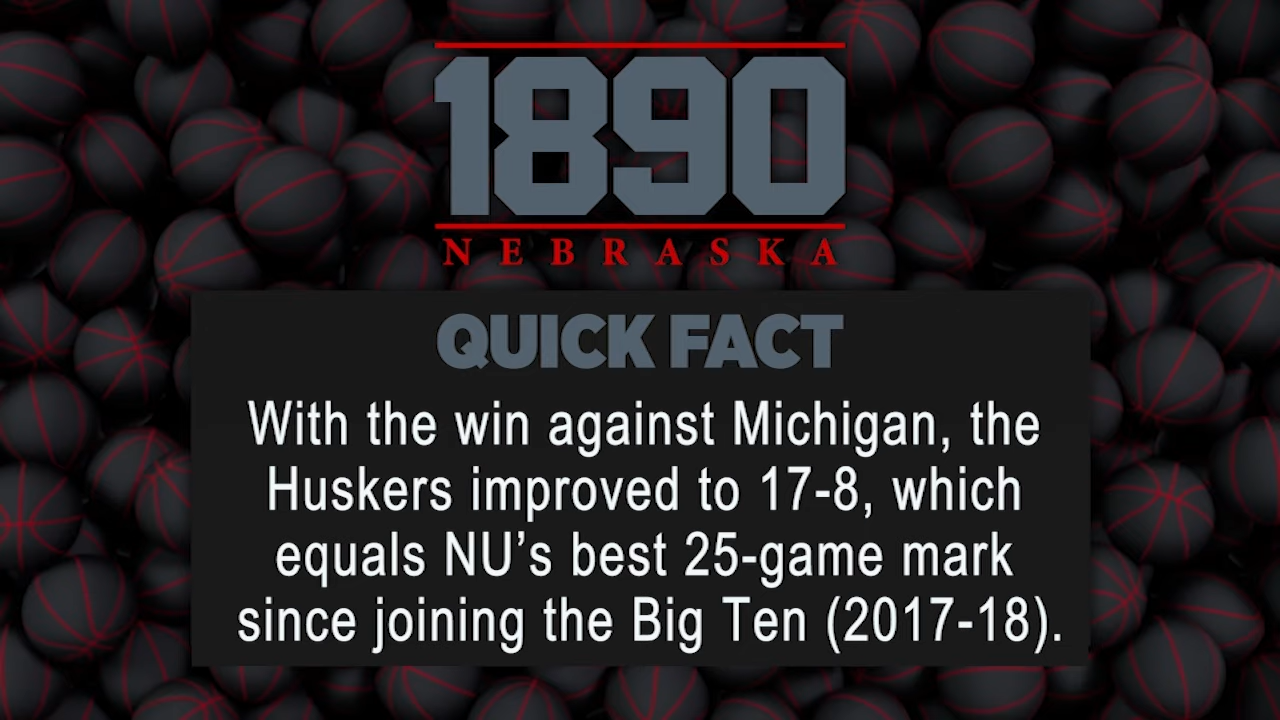 1890
NEBRASKA
QUICK FACT
With the win against Michigan, the
Huskers improved to 17-8, which
equals NU’s best 25-game mark
since joining the Big Ten (2017-18).